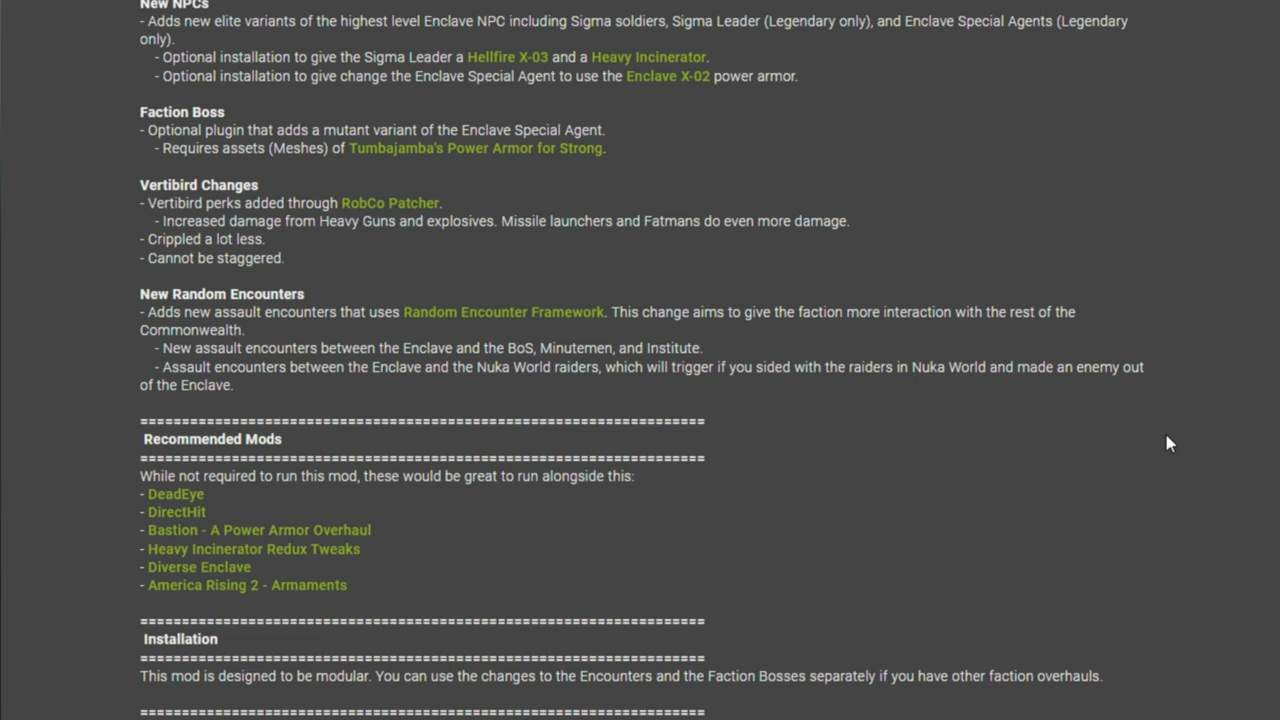 New NPCs
- Adds new elite variants of the highest level Enclave NPC including Sigma soldiers, Sigma Leader (Legendary only), and Enclave Special Agents (Legendary
only).
- Optional installation to give the Sigma Leader a Hellfire X-03 and a Heavy Incinerator.
- Optional installation to give change the Enclave Special Agent to use the Enclave X-02 power armor.
Faction Boss
- Optional plugin that adds a mutant variant of the Enclave Special Agent.
- Requires assets (Meshes) of Tumbajamba's Power Armor for Strong.
Vertibird Changes
- Vertibird perks added through RobCo Patcher.
- Increased damage from Heavy Guns and explosives. Missile launchers and Fatmans do even more damage.
- Crippled a lot less.
- Cannot be staggered.
New Random Encounters
- Adds new assault encounters that uses Random Encounter Framework. This change aims to give the faction more interaction with the rest of the
Commonwealth.
- New assault encounters between the Enclave and the BoS, Minutemen, and Institute.
- Assault encounters between the Enclave and the Nuka World raiders, which will trigger if you sided with the raiders in Nuka World and made an enemy out
of the Enclave.
====================================================================
Recommended Mods
====================================================================
While not required to run this mod, these would be great to run alongside this:
- DeadEye
- DirectHit
- Bastion - A Power Armor Overhaul
- Heavy Incinerator Redux Tweaks
- Diverse Enclave
- America Rising 2 - Armaments
====================================================================
Installation
====================================================================
This mod is designed to be modular. You can use the changes to the Encounters and the Faction Bosses separately if you have other faction overhauls.
====================================================================